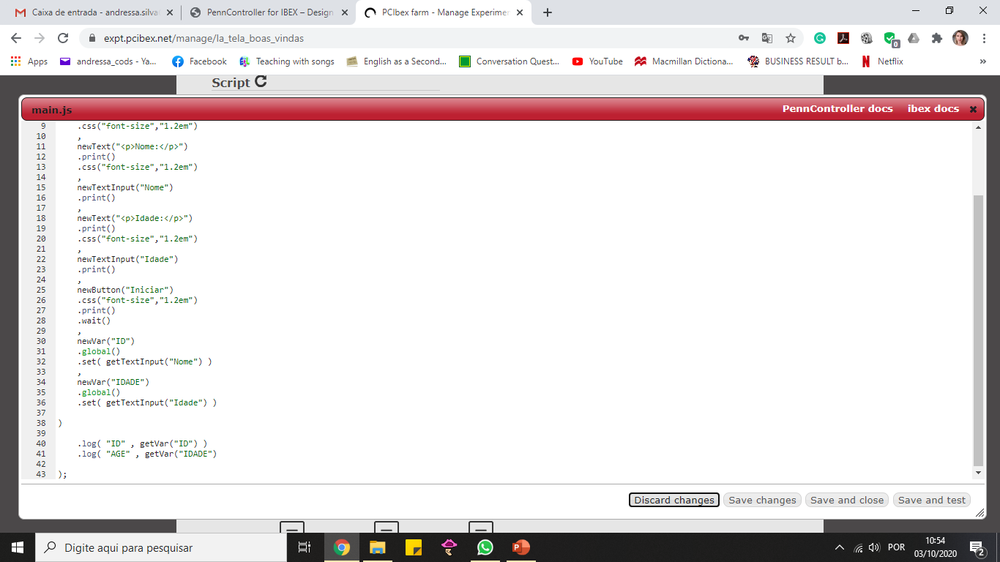 Caixa de entrada - andressa.silva
PennController for IBEX – Design
PCIbex farm - Manage Experimen
expt.pcibex.net/manage/la_tela_boas_vindas
Apps
andressa_cods - Ya...
Facebook
Teaching with songs
English as a Second...
Conversation Quest...
YouTube
Macmillan Dictiona...
BUSINESS RESULT b...
Netflix
»
Script
main.js
PennController docs
ibex docs
9 .css("font-size","1.2em")
10 ,
11 newText("<p>Nome:</p>")
12 .print()
13 .css("font-size","1.2em")
14 ,
15 newTextInput("Nome")
16 .print()
17 ,
18 newText("<p>Idade:</p>")
19 .print()
20 .css("font-size","1.2em")
21 ,
22 newTextInput("Idade")
23 .print()
24 ,
25 newButton("Iniciar")
26 .css("font-size","1.2em")
27 .print()
28 .wait()
29 ,
30 newVar("ID")
31 .global()
32 .set( getTextInput("Nome") )
33 ,
34 newVar("IDADE")
35 .global()
36 .set( getTextInput("Idade") )
37
38 )
39
40 .log( "ID" , getVar("ID") )
41 .log( "AGE" , getVar("IDADE")
42
43 );
Discard changes
Save changes
Save and close
Save and test
Digite aqui para pesquisar
POR
10:54
03/10/2020
2
0